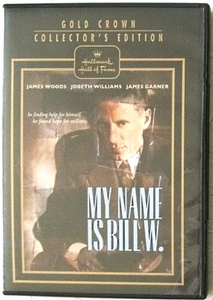 GOLD CROWN
COLLECTOR'S EDITION
Hallmark
Hall of Fame
JAMES WOODS JOBETH WILLIAMS JAMES GARNER
In finding help for himself,
he found hope for millions.
MY NAME
IS BILL W.